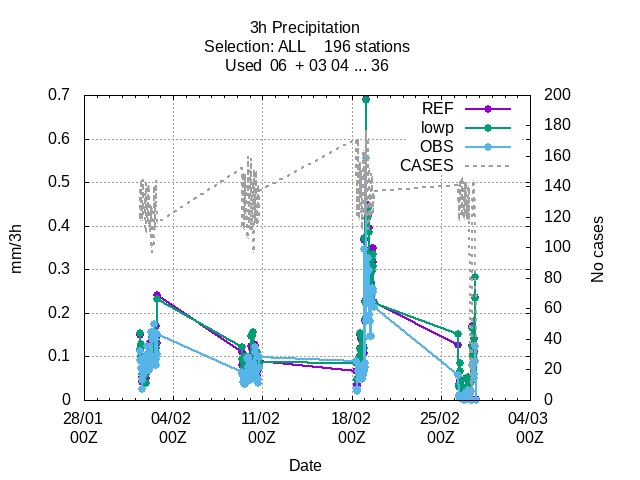 3h Precipitation
Selection: ALL    196 stations
Used  06  + 03 04 ... 36
0.7
0.6
0.5
0.4
0.3
0.2
0.1
0
mm/3h
REF
lowp
OBS
CASES
200
180
160
140
120
100
80
60
40
20
0
No cases
28/01 04/02 11/02 18/02 25/02 04/03
00Z 00Z 00Z 00Z 00Z 00Z
Date